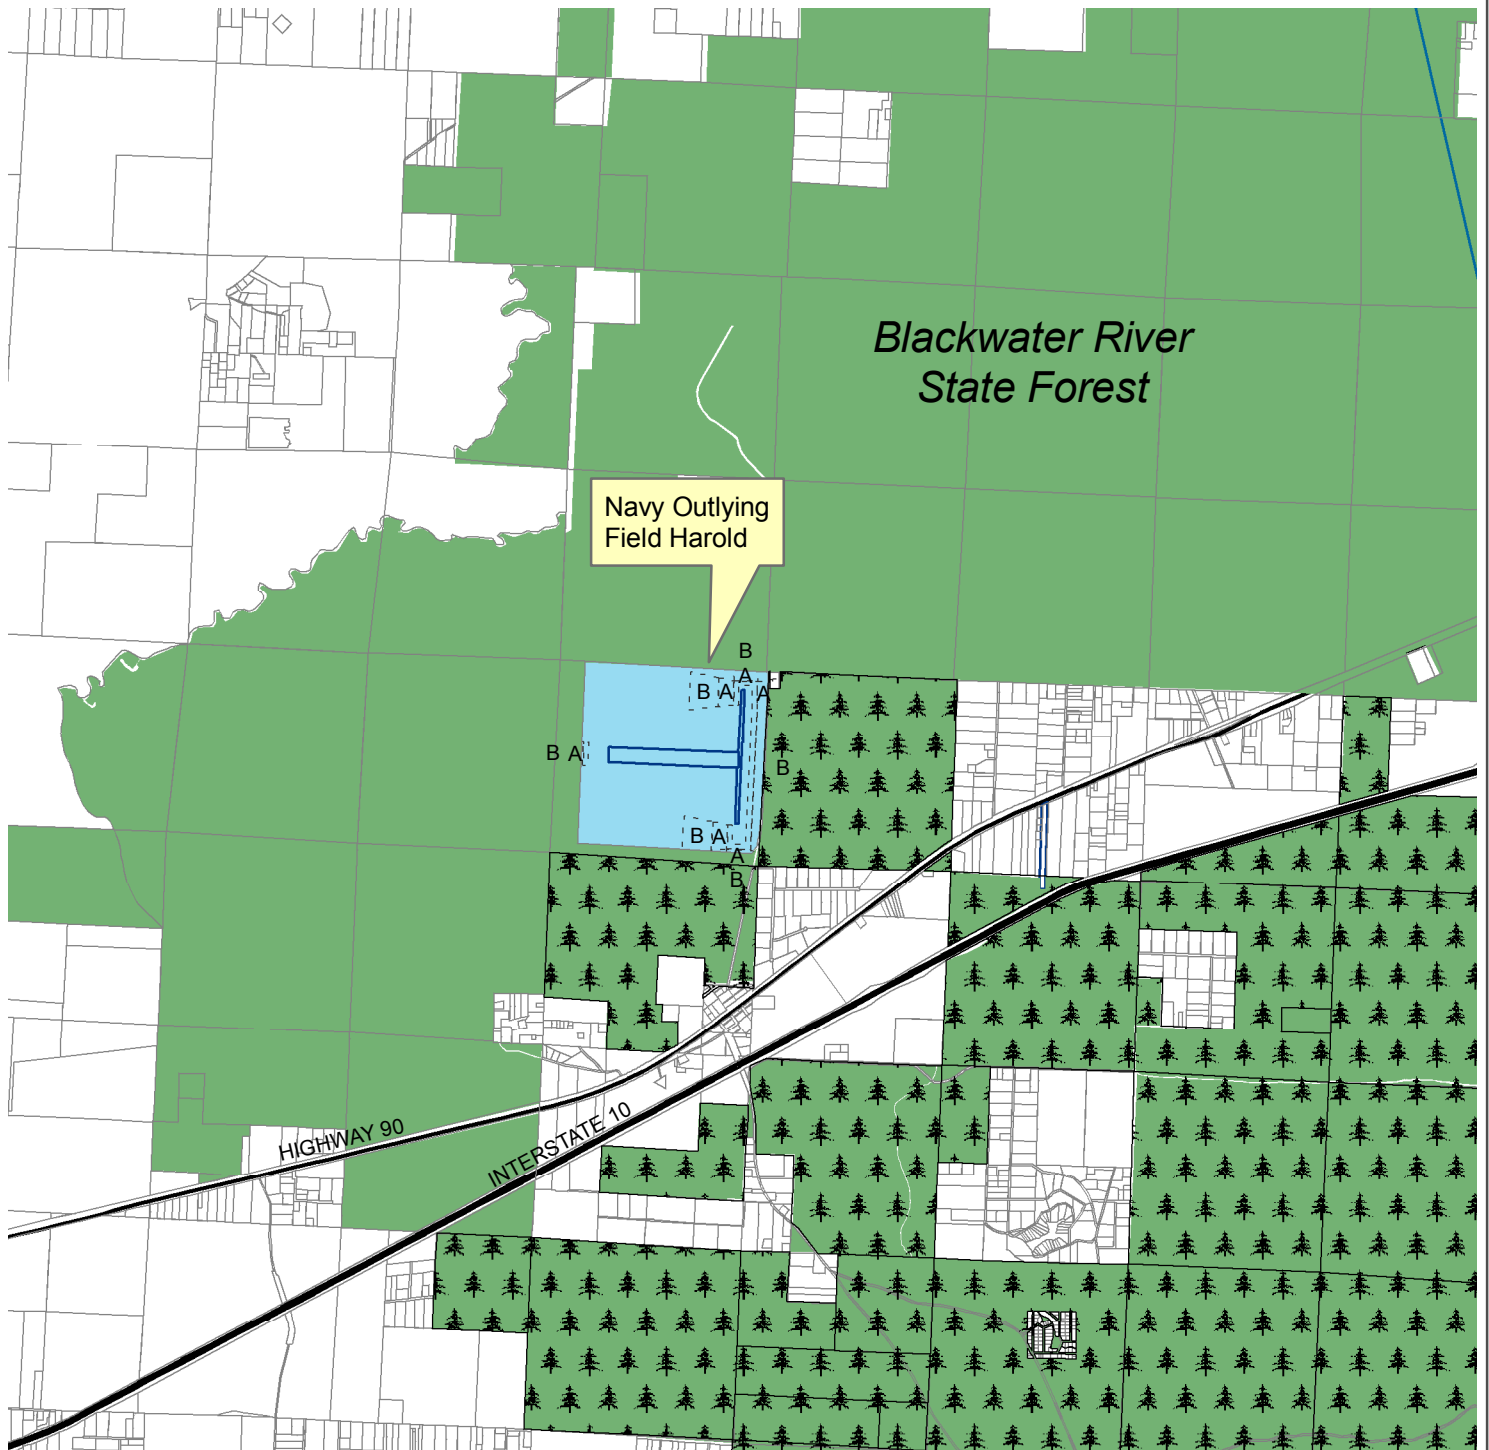 Blackwater River
State Forest
Navy Outlying
Field Harold
B
A
B A A
B A
B
B A
A
B
HIGHWAY 90
INTERSTATE 10